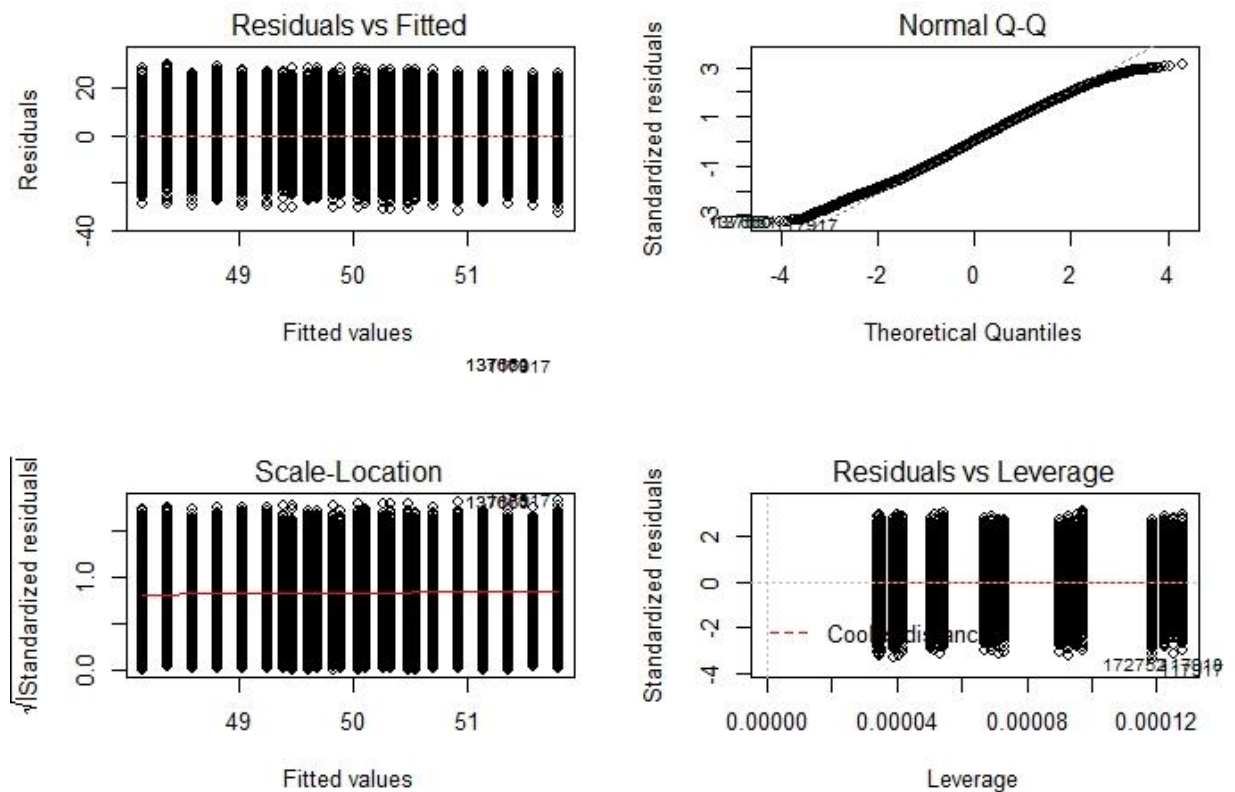 Residuals vs Fitted
Residuals
20
0
-40
49 50 51
Fitted values
Normal Q-Q
Standardized residuals
3
1
-1
-4 -2 0 2 4
Theoretical Quantiles
Scale-Location
√|Standardized residuals|
1.0
0.0
49 50 51
Fitted values
Residuals vs Leverage
Standardized residuals
2
0
-2
-4
0.00000 0.00004 0.00008 0.00012
Leverage